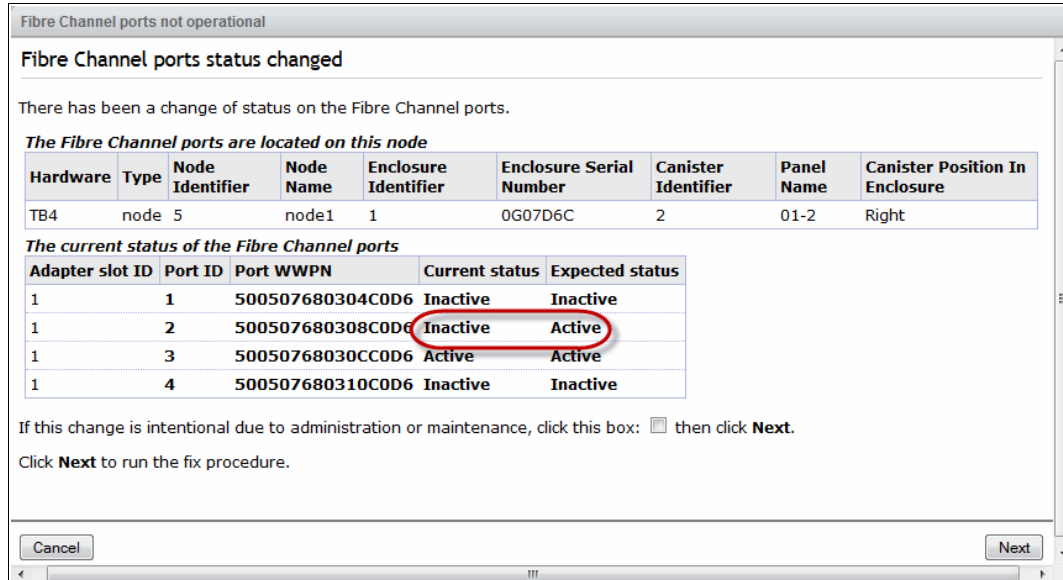 Fibre Channel ports not operational
Fibre Channel ports status changed
There has been a change of status on the Fibre Channel ports.
The Fibre Channel ports are located on this node
Hardware Type Node Identifier Node Name Enclosure Identifier Enclosure Serial Number Canister Identifier Panel Name Canister Position In Enclosure
TB4 node 5 node1 1 0G07D6C 2 01-2 Right
The current status of the Fibre Channel ports
Adapter slot ID Port ID Port WWPN Current status Expected status
1 1 500507680304C0D6 Inactive Inactive
1 2 500507680308C0D6 Inactive Active
1 3 50050768030CC0D6 Active Active
1 4 500507680310C0D6 Inactive Inactive
If this change is intentional due to administration or maintenance, click this box: then click Next.
Click Next to run the fix procedure.
Cancel Next